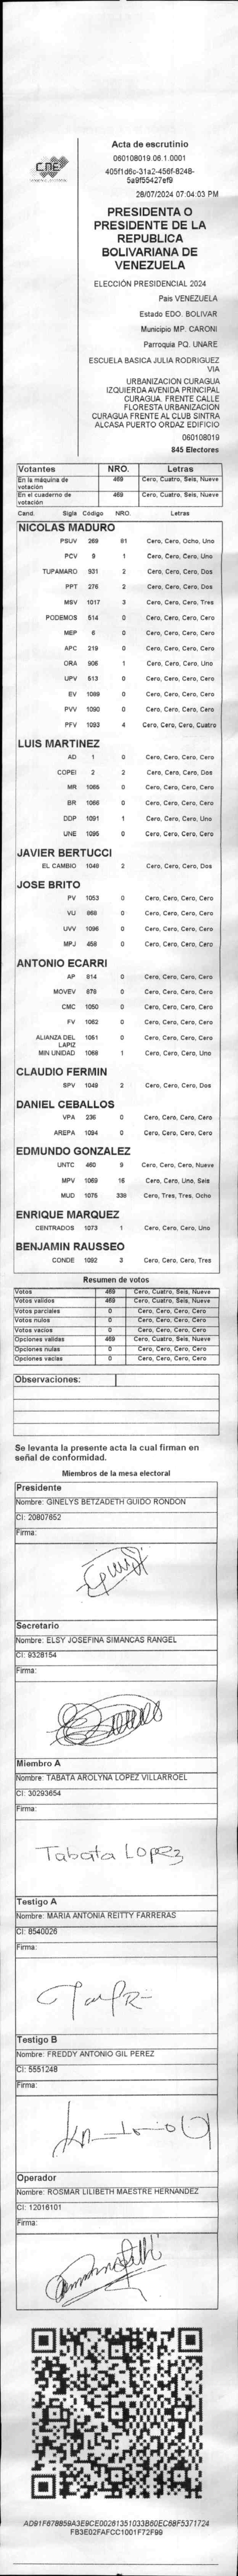 CNE
Acta de escrutinio
060108019.06.1.0001
405f1d6c-31a2-456f-8248-
5a9f55427ef9
28/07/2024 07:04:03 PM
PRESIDENTA O
PRESIDENTE DE LA
REPUBLICA
BOLIVARIANA DE
VENEZUELA
ELECCIÓN PRESIDENCIAL 2024
Pais VENEZUELA
Estado EDO. BOLIVAR
Municipio MP. CARONI
Parroquia PQ. UNARE
ESCUELA BASICA JULIA RODRIGUEZ
VIA
URBANIZACION CURAGUA
IZQUIERDA AVENIDA PRINCIPAL
CURAGUA. FRENTE CALLE
FLORESTA URBANIZACION
CURAGUA FRENTE AL CLUB SINTRA
ALCASA PUERTO ORDAZ EDIFICIO
060108019
845 Electores
Votantes NRO. Letras
En la máquina de votación 469 Cero, Cuatro, Seis, Nueve
En el cuaderno de votación 469 Cero, Cuatro, Seis, Nueve
Cand. Sigla Código NRO. Letras
NICOLAS MADURO
PSUV 269 81 Cero, Cero, Ocho, Uno
PCV 9 1 Cero, Cero, Cero, Uno
TUPAMARO 931 2 Cero, Cero, Cero, Dos
PPT 276 2 Cero, Cero, Cero, Dos
MSV 1017 3 Cero, Cero, Cero, Tres
PODEMOS 514 0 Cero, Cero, Cero, Cero
MEP 6 0 Cero, Cero, Cero, Cero
APC 219 0 Cero, Cero, Cero, Cero
ORA 906 1 Cero, Cero, Cero, Uno
UPV 513 0 Cero, Cero, Cero, Cero
EV 1089 0 Cero, Cero, Cero, Cero
PVV 1090 0 Cero, Cero, Cero, Cero
PFV 1093 4 Cero, Cero, Cero, Cuatro
LUIS MARTINEZ
AD 1 0 Cero, Cero, Cero, Cero
COPEI 2 2 Cero, Cero, Cero, Dos
MR 1065 0 Cero, Cero, Cero, Cero
BR 1066 0 Cero, Cero, Cero, Cero
DDP 1091 1 Cero, Cero, Cero, Uno
UNE 1095 0 Cero, Cero, Cero, Cero
JAVIER BERTUCCI
EL CAMBIO 1048 2 Cero, Cero, Cero, Dos
JOSE BRITO
PV 1053 0 Cero, Cero, Cero, Cero
VU 868 0 Cero, Cero, Cero, Cero
UVV 1096 0 Cero, Cero, Cero, Cero
MPJ 458 0 Cero, Cero, Cero, Cero
ANTONIO ECARRI
AP 814 0 Cero, Cero, Cero, Cero
MOVEV 878 0 Cero, Cero, Cero, Cero
CMC 1050 0 Cero, Cero, Cero, Cero
FV 1062 0 Cero, Cero, Cero, Cero
ALIANZA DEL LAPIZ 1051 0 Cero, Cero, Cero, Cero
MIN UNIDAD 1068 1 Cero, Cero, Cero, Uno
CLAUDIO FERMIN
SPV 1049 2 Cero, Cero, Cero, Dos
DANIEL CEBALLOS
VPA 236 0 Cero, Cero, Cero, Cero
AREPA 1094 0 Cero, Cero, Cero, Cero
EDMUNDO GONZALEZ
UNTC 460 9 Cero, Cero, Cero, Nueve
MPV 1069 16 Cero, Cero, Uno, Seis
MUD 1075 338 Cero, Tres, Tres, Ocho
ENRIQUE MARQUEZ
CENTRADOS 1073 1 Cero, Cero, Cero, Uno
BENJAMIN RAUSSEO
CONDE 1092 3 Cero, Cero, Cero, Tres
Resumen de votos
Votos 469 Cero, Cuatro, Seis, Nueve
Votos validos 469 Cero, Cuatro, Seis, Nueve
Votos parciales 0 Cero, Cero, Cero, Cero
Votos nulos 0 Cero, Cero, Cero, Cero
Votos vacios 0 Cero, Cero, Cero, Cero
Opciones validas 469 Cero, Cuatro, Seis, Nueve
Opciones nulas 0 Cero, Cero, Cero, Cero
Opciones vacias 0 Cero, Cero, Cero, Cero
Observaciones:
Se levanta la presente acta la cual firman en
señal de conformidad.
Miembros de la mesa electoral
Presidente
Nombre: GINELYS BETZADETH GUIDO RONDON
CI: 20807652
Firma:
Secretario
Nombre: ELSY JOSEFINA SIMANCAS RANGEL
CI: 9328154
Firma:
Miembro A
Nombre: TABATA AROLYNA LOPEZ VILLARROEL
CI: 30293654
Firma:
Tabata Lopez
Testigo A
Nombre: MARIA ANTONIA REITTY FARRERAS
CI: 8540026
Firma:
Testigo B
Nombre: FREDDY ANTONIO GIL PEREZ
CI: 5551248
Firma:
Operador
Nombre: ROSMAR LILIBETH MAESTRE HERNANDEZ
CI: 12016101
Firma:
AD91F678859A3E9CE00261351033B60EC6BF5371724
FB3E02FAFCC1001F72F99